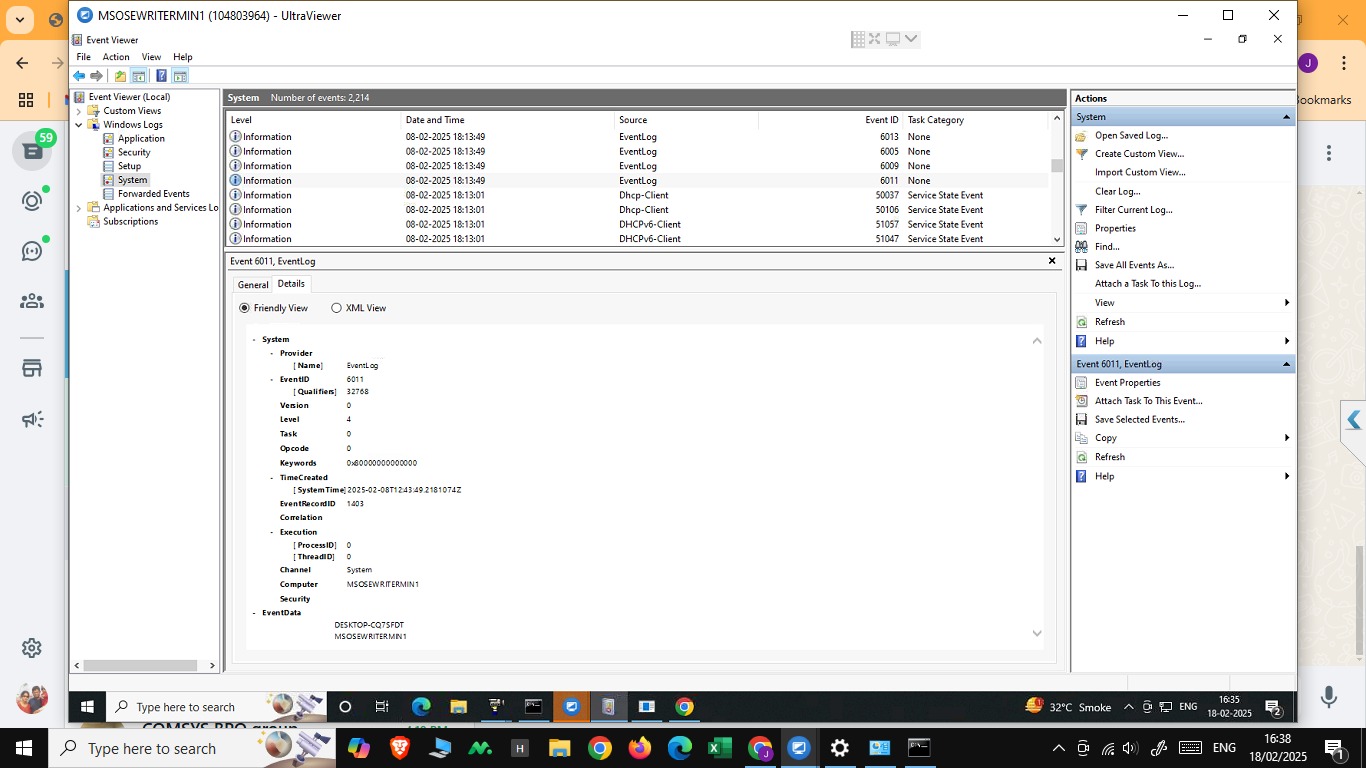 MSOSEWRITERMIN1 (104803964) - UltraViewer
Event Viewer
File Action View Help
Event Viewer (Local)
Custom Views
Windows Logs
Application
Security
Setup
System
Forwarded Events
Applications and Services Lo
Subscriptions
System Number of events: 2,214
Level Date and Time Source Event ID Task Category
Information 08-02-2025 18:13:49 EventLog 6013 None
Information 08-02-2025 18:13:49 EventLog 6005 None
Information 08-02-2025 18:13:49 EventLog 6009 None
Information 08-02-2025 18:13:49 EventLog 6011 None
Information 08-02-2025 18:13:01 Dhcp-Client 50037 Service State Event
Information 08-02-2025 18:13:01 Dhcp-Client 50106 Service State Event
Information 08-02-2025 18:13:01 DHCPv6-Client 51057 Service State Event
Information 08-02-2025 18:13:01 DHCPv6-Client 51047 Service State Event
Event 6011, EventLog
General Details
Friendly View XML View
- System
- Provider
[ Name] EventLog
- EventID 6011
[ Qualifiers] 32768
Version 0
Level 4
Task 0
Opcode 0
Keywords 0x80000000000000
- TimeCreated
[ SystemTime] 2025-02-08T12:43:49.2181074Z
EventRecordID 1403
Correlation
- Execution
[ ProcessID] 0
[ ThreadID] 0
Channel System
Computer MSOSEWRITERMIN1
Security
- EventData
DESKTOP-CQ7SFDT
MSOSEWRITERMIN1
Actions
System
Open Saved Log...
Create Custom View...
Import Custom View...
Clear Log...
Filter Current Log...
Properties
Find...
Save All Events As...
Attach a Task To this Log...
View
Refresh
Help
Event 6011, EventLog
Event Properties
Attach Task To This Event...
Save Selected Events...
Copy
Refresh
Help
J
ookmarks
59
Type here to search
32°C Smoke
ENG
16:35
18-02-2025
2
Type here to search
ENG
16:38
18/02/2025
1